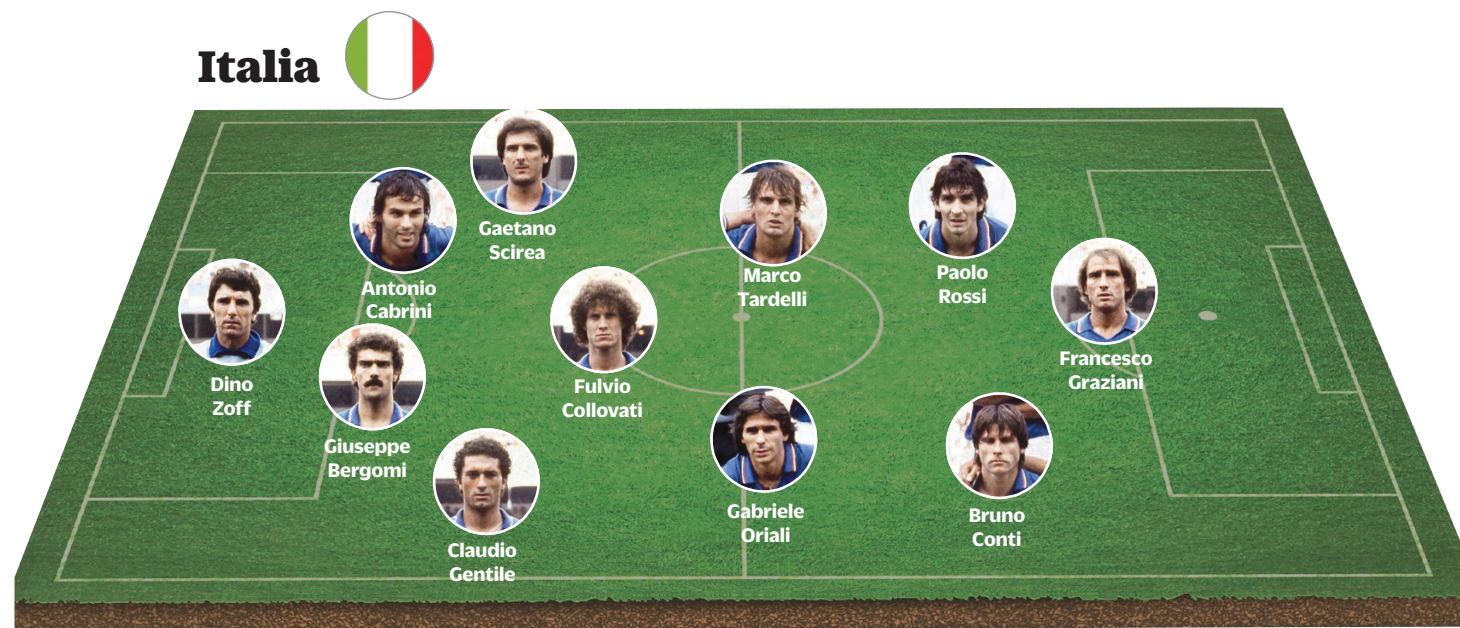 Italia
Gaetano
Scirea
Antonio
Cabrini
Marco
Tardelli
Paolo
Rossi
Dino
Zoff
Fulvio
Collovati
Francesco
Graziani
Giuseppe
Bergomi
Gabriele
Oriali
Bruno
Conti
Claudio
Gentile